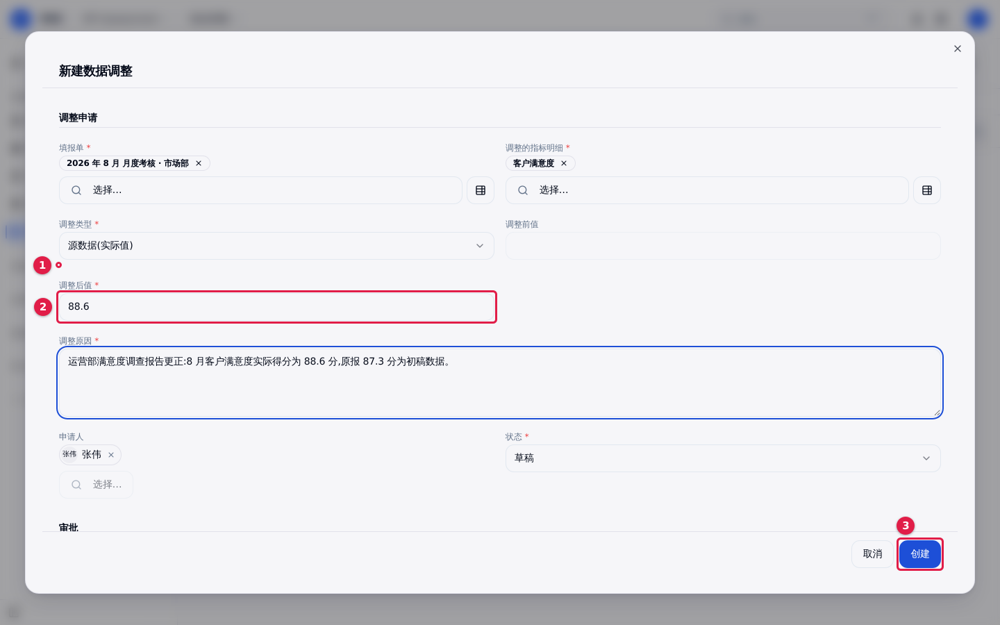 新建数据调整
调整申请
填报单 *
调整的指标明细 *
2026 年 8 月 月度考核 · 市场部 ×
客户满意度 ×
选择...
选择...
调整类型 *
调整前值
源数据(实际值)
1
调整后值 *
2
88.6
调整原因 *
运营部满意度调查报告更正:8 月客户满意度实际得分为 88.6 分,原报 87.3 分为初稿数据。
申请人
状态 *
张伟 张伟 ×
草稿
选择...
审批
3
取消
创建